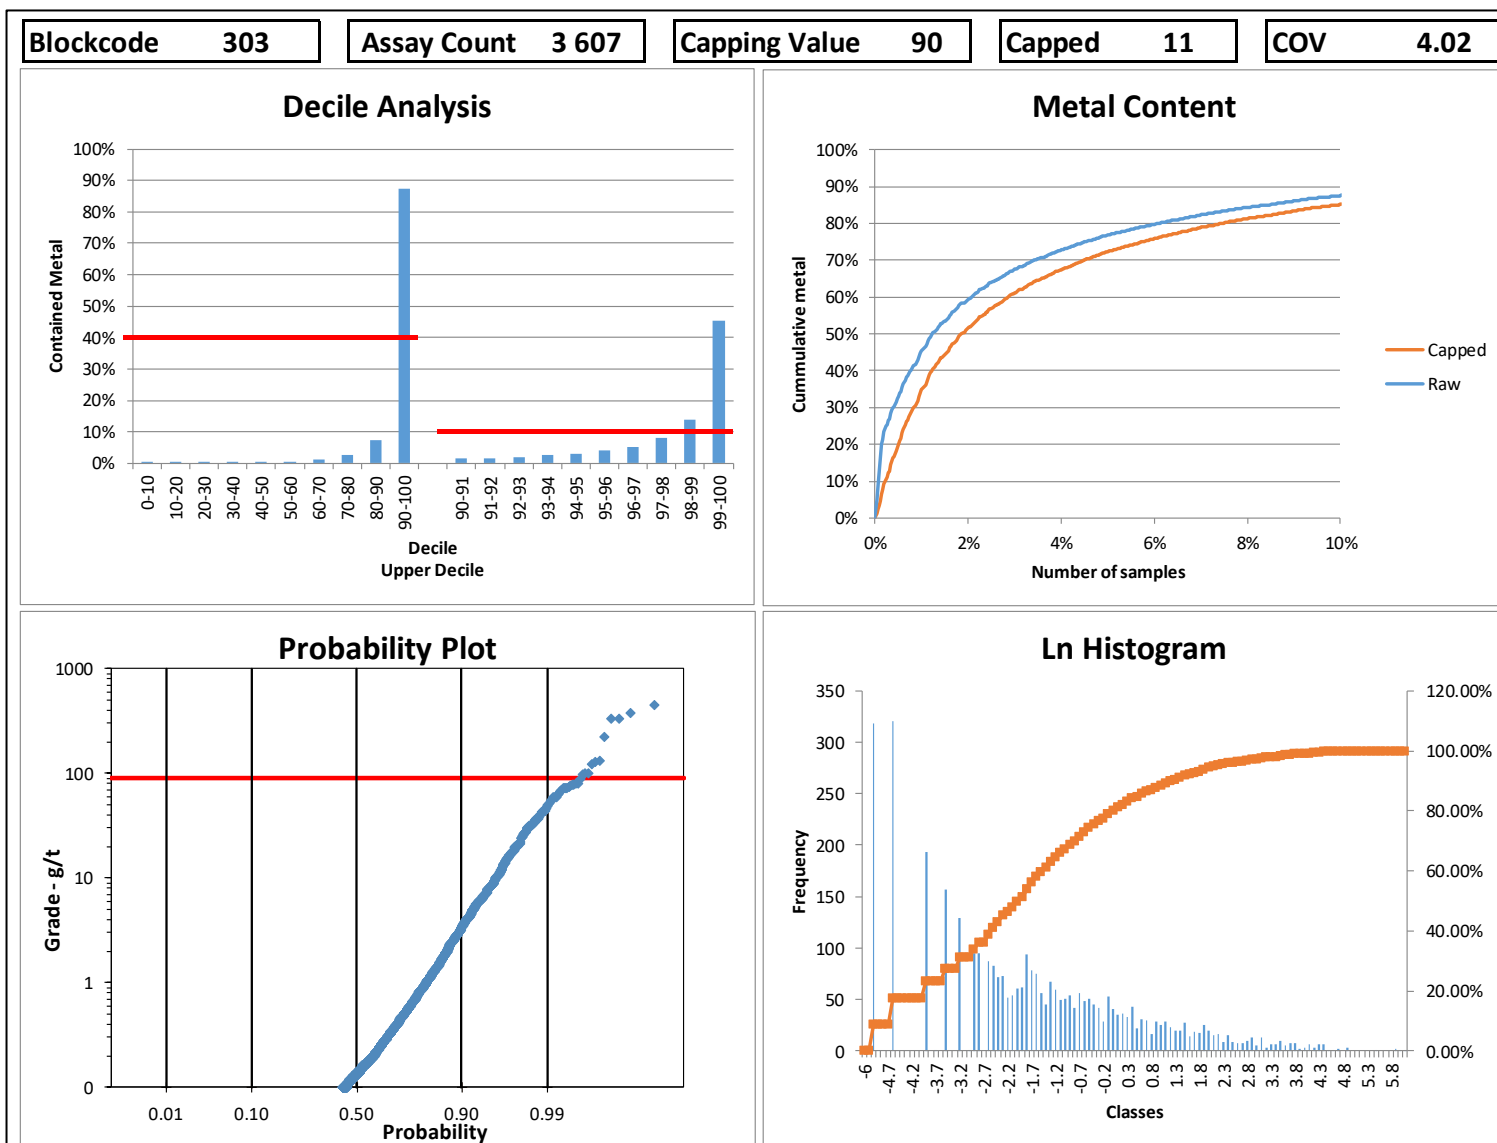 Blockcode 303 Assay Count 3 607 Capping Value 90 Capped 11 COV 4.02
Decile Analysis
100%
90%
80%
70%
60%
50%
40%
30%
20%
10%
0%
Contained Metal
0-10 10-20 20-30 30-40 40-50 50-60 60-70 70-80 80-90 90-100 90-91 91-92 92-93 93-94 94-95 95-96 96-97 97-98 98-99 99-100
Decile
Upper Decile
Metal Content
100%
90%
80%
70%
60%
50%
40%
30%
20%
10%
0%
Cummulative metal
0% 2% 4% 6% 8% 10%
Number of samples
Capped
Raw
Probability Plot
1000
100
10
1
0
Grade - g/t
0.01 0.10 0.50 0.90 0.99
Probability
Ln Histogram
350
300
250
200
150
100
50
0
Frequency
120.00%
100.00%
80.00%
60.00%
40.00%
20.00%
0.00%
-6 -4.7 -4.2 -3.7 -3.2 -2.7 -2.2 -1.7 -1.2 -0.7 -0.2 0.3 0.8 1.3 1.8 2.3 2.8 3.3 3.8 4.3 4.8 5.3 5.8
Classes